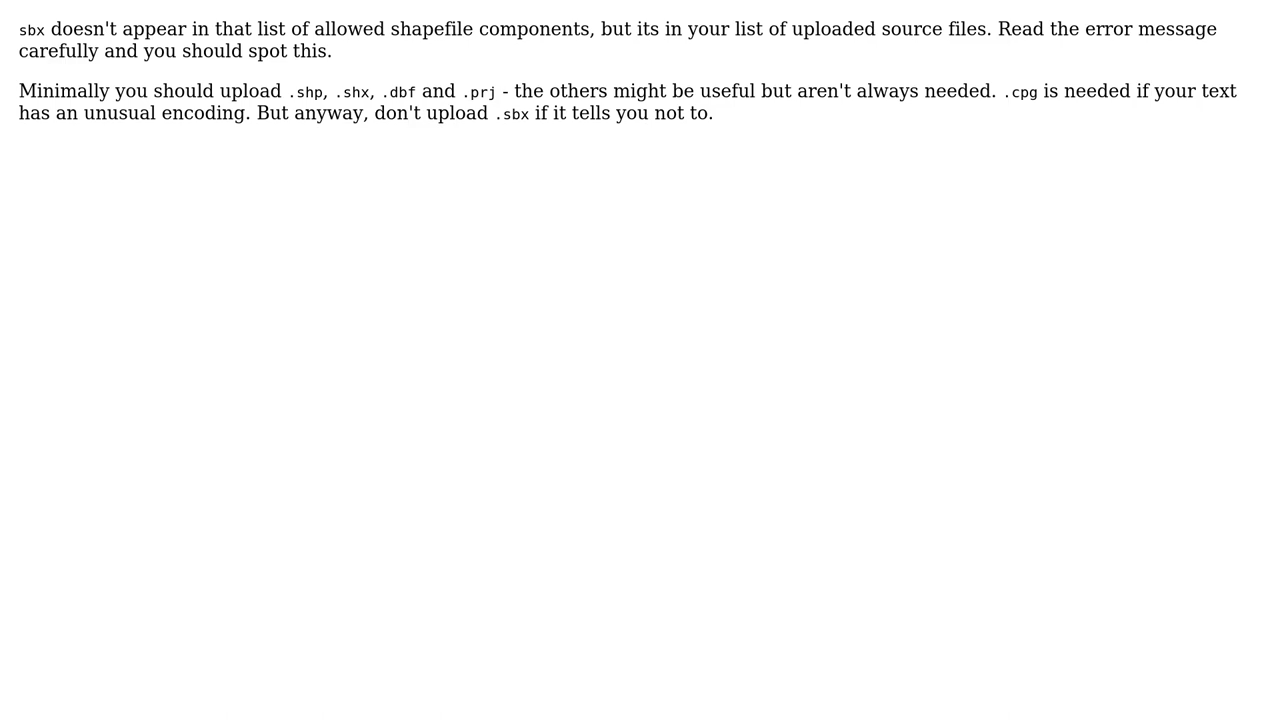 sbx doesn't appear in that list of allowed shapefile components, but its in your list of uploaded source files. Read the error message
carefully and you should spot this.
Minimally you should upload .shp, .shx, .dbf and .prj - the others might be useful but aren't always needed. .cpg is needed if your text
has an unusual encoding. But anyway, don't upload .sbx if it tells you not to.